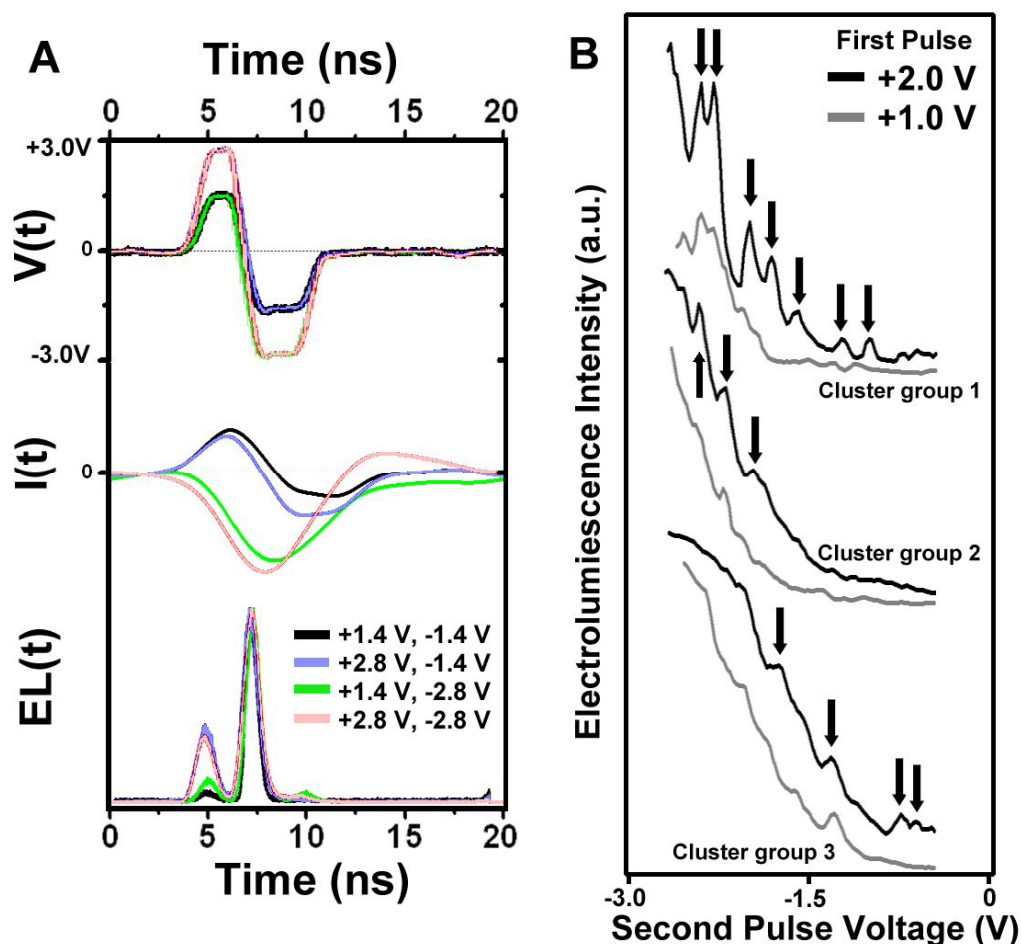 A
Time (ns)
0 5 10 15 20
+3.0V
0
-3.0V
V(t)
0
I(t)
EL(t)
+1.4 V, -1.4 V
+2.8 V, -1.4 V
+1.4 V, -2.8 V
+2.8 V, -2.8 V
0 5 10 15 20
Time (ns)
B
First Pulse
+2.0 V
+1.0 V
Electrolumiescence Intensity (a.u.)
Cluster group 1
Cluster group 2
Cluster group 3
-3.0 -1.5 0
Second Pulse Voltage (V)